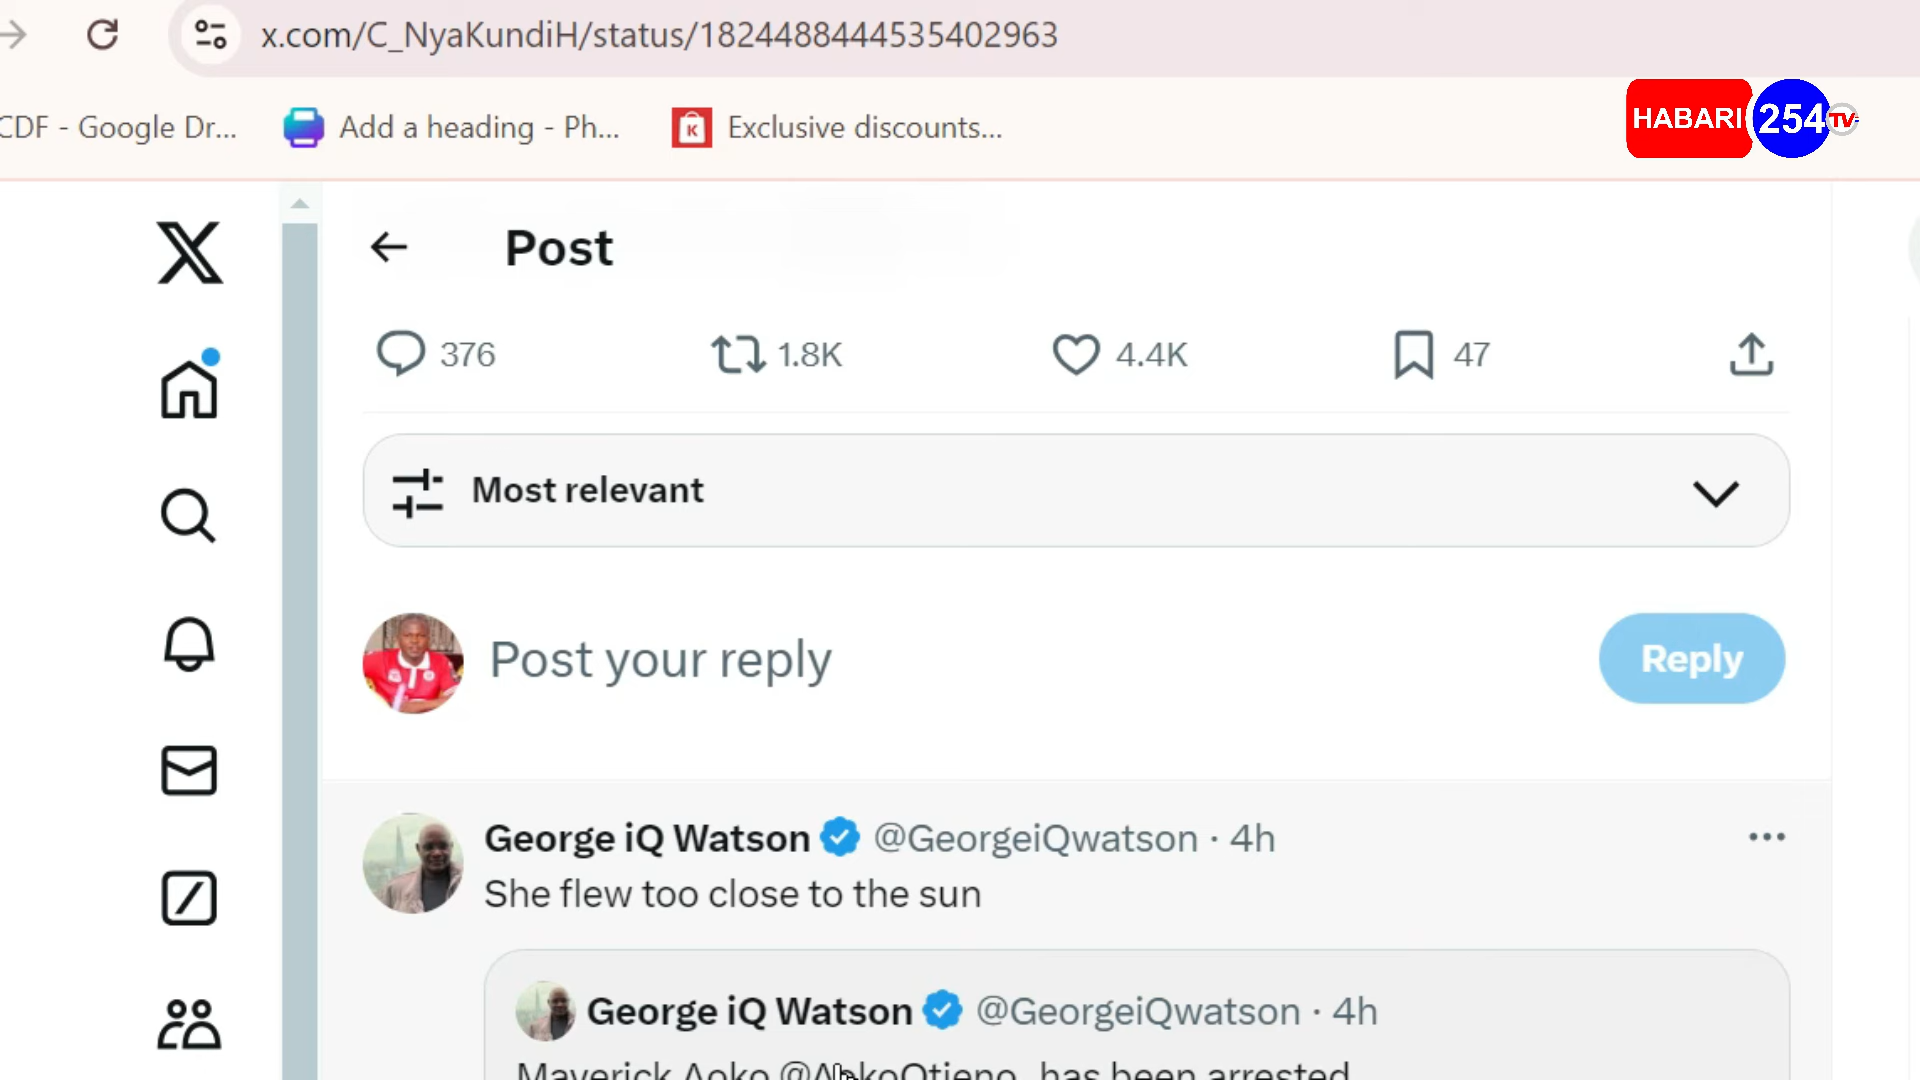 x.com/C_NyaKundiH/status/1824488444535402963
CDF - Google Dr...
Add a heading - Ph...
Exclusive discounts...
HABARI 254 TV
Post
376
1.8K
4.4K
47
Most relevant
Post your reply
Reply
George iQ Watson @GeorgeiQwatson · 4h
She flew too close to the sun
George iQ Watson @GeorgeiQwatson · 4h
Maverick Aoko @AokoOtieno_ has been arrested